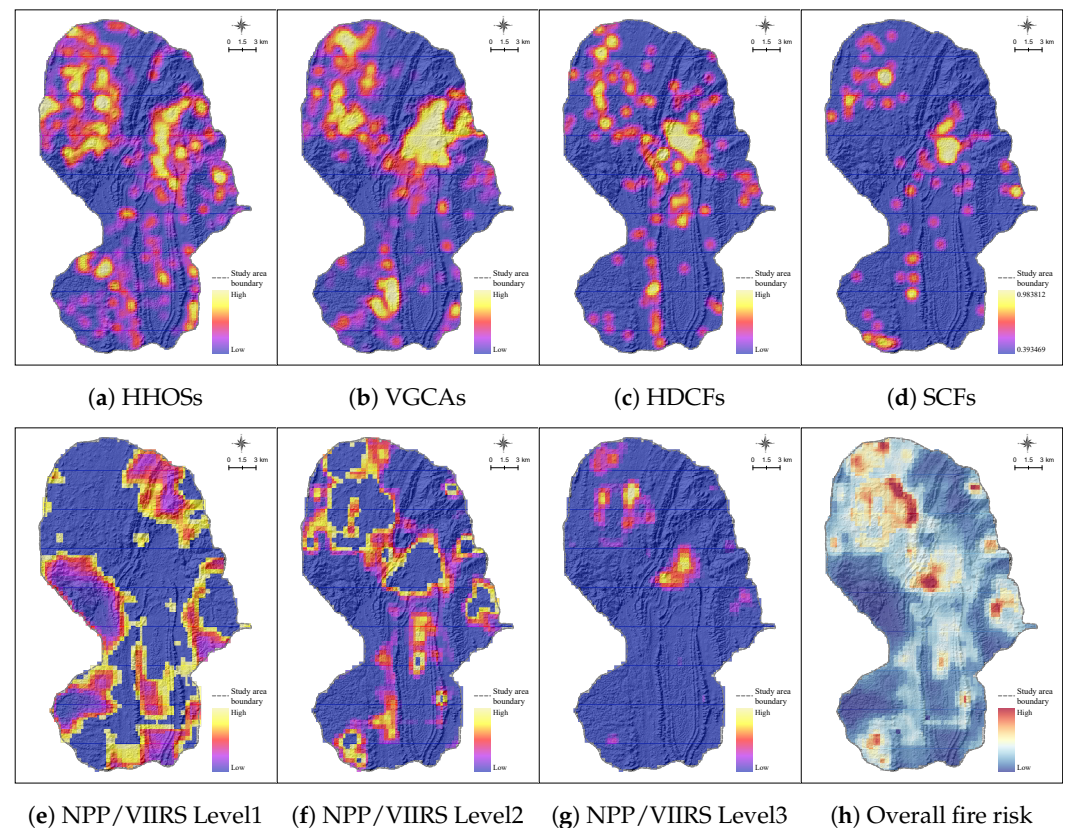 0 1.5 3 km
0 1.5 3 km
0 1.5 3 km
0 1.5 3 km
Study area
boundary
High
Low
Study area
boundary
High
Low
Study area
boundary
High
Low
Study area
boundary
0.983812
0.393469
(a) HHOSs
(b) VGCAs
(c) HDCFs
(d) SCFs
0 1.5 3 km
0 1.5 3 km
0 1.5 3 km
0 1.5 3 km
Study area
boundary
High
Low
Study area
boundary
High
Low
Study area
boundary
High
Low
Study area
boundary
High
Low
(e) NPP/VIIRS Level1
(f) NPP/VIIRS Level2
(g) NPP/VIIRS Level3
(h) Overall fire risk